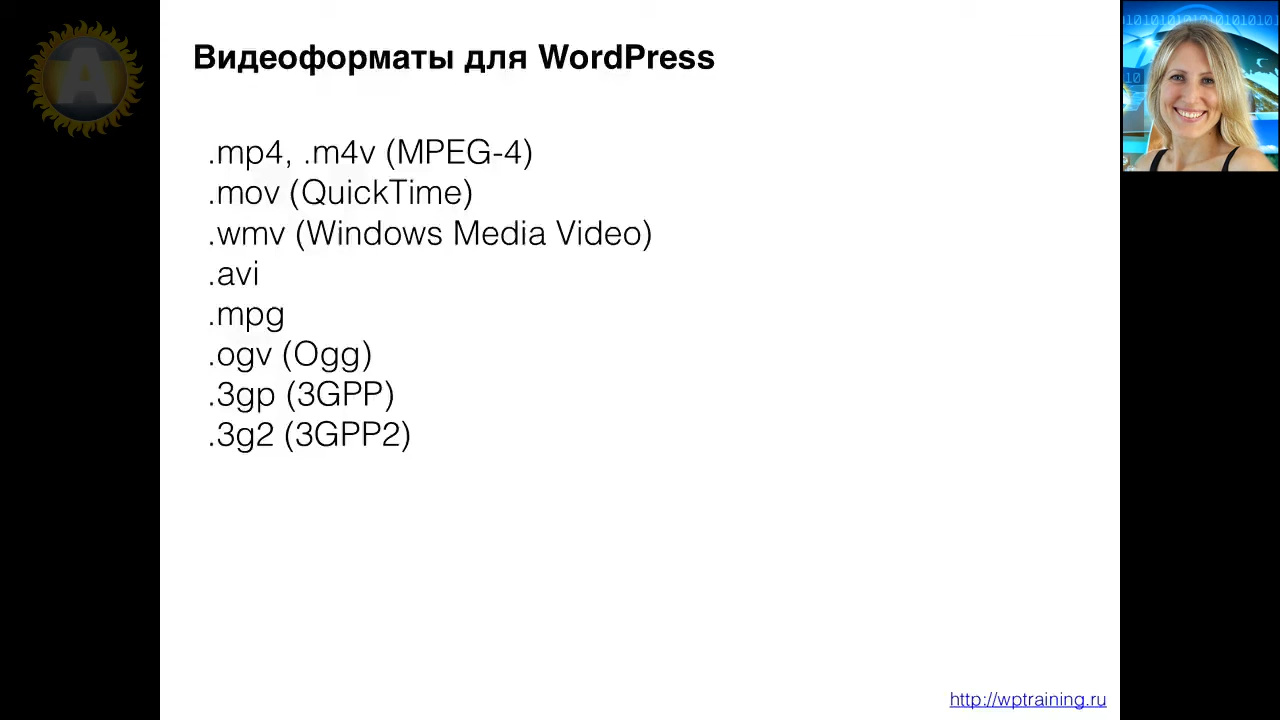 Видеоформаты для WordPress
.mp4, .m4v (MPEG-4)
.mov (QuickTime)
.wmv (Windows Media Video)
.avi
.mpg
.ogv (Ogg)
.3gp (3GPP)
.3g2 (3GPP2)
http://wptraining.ru
A